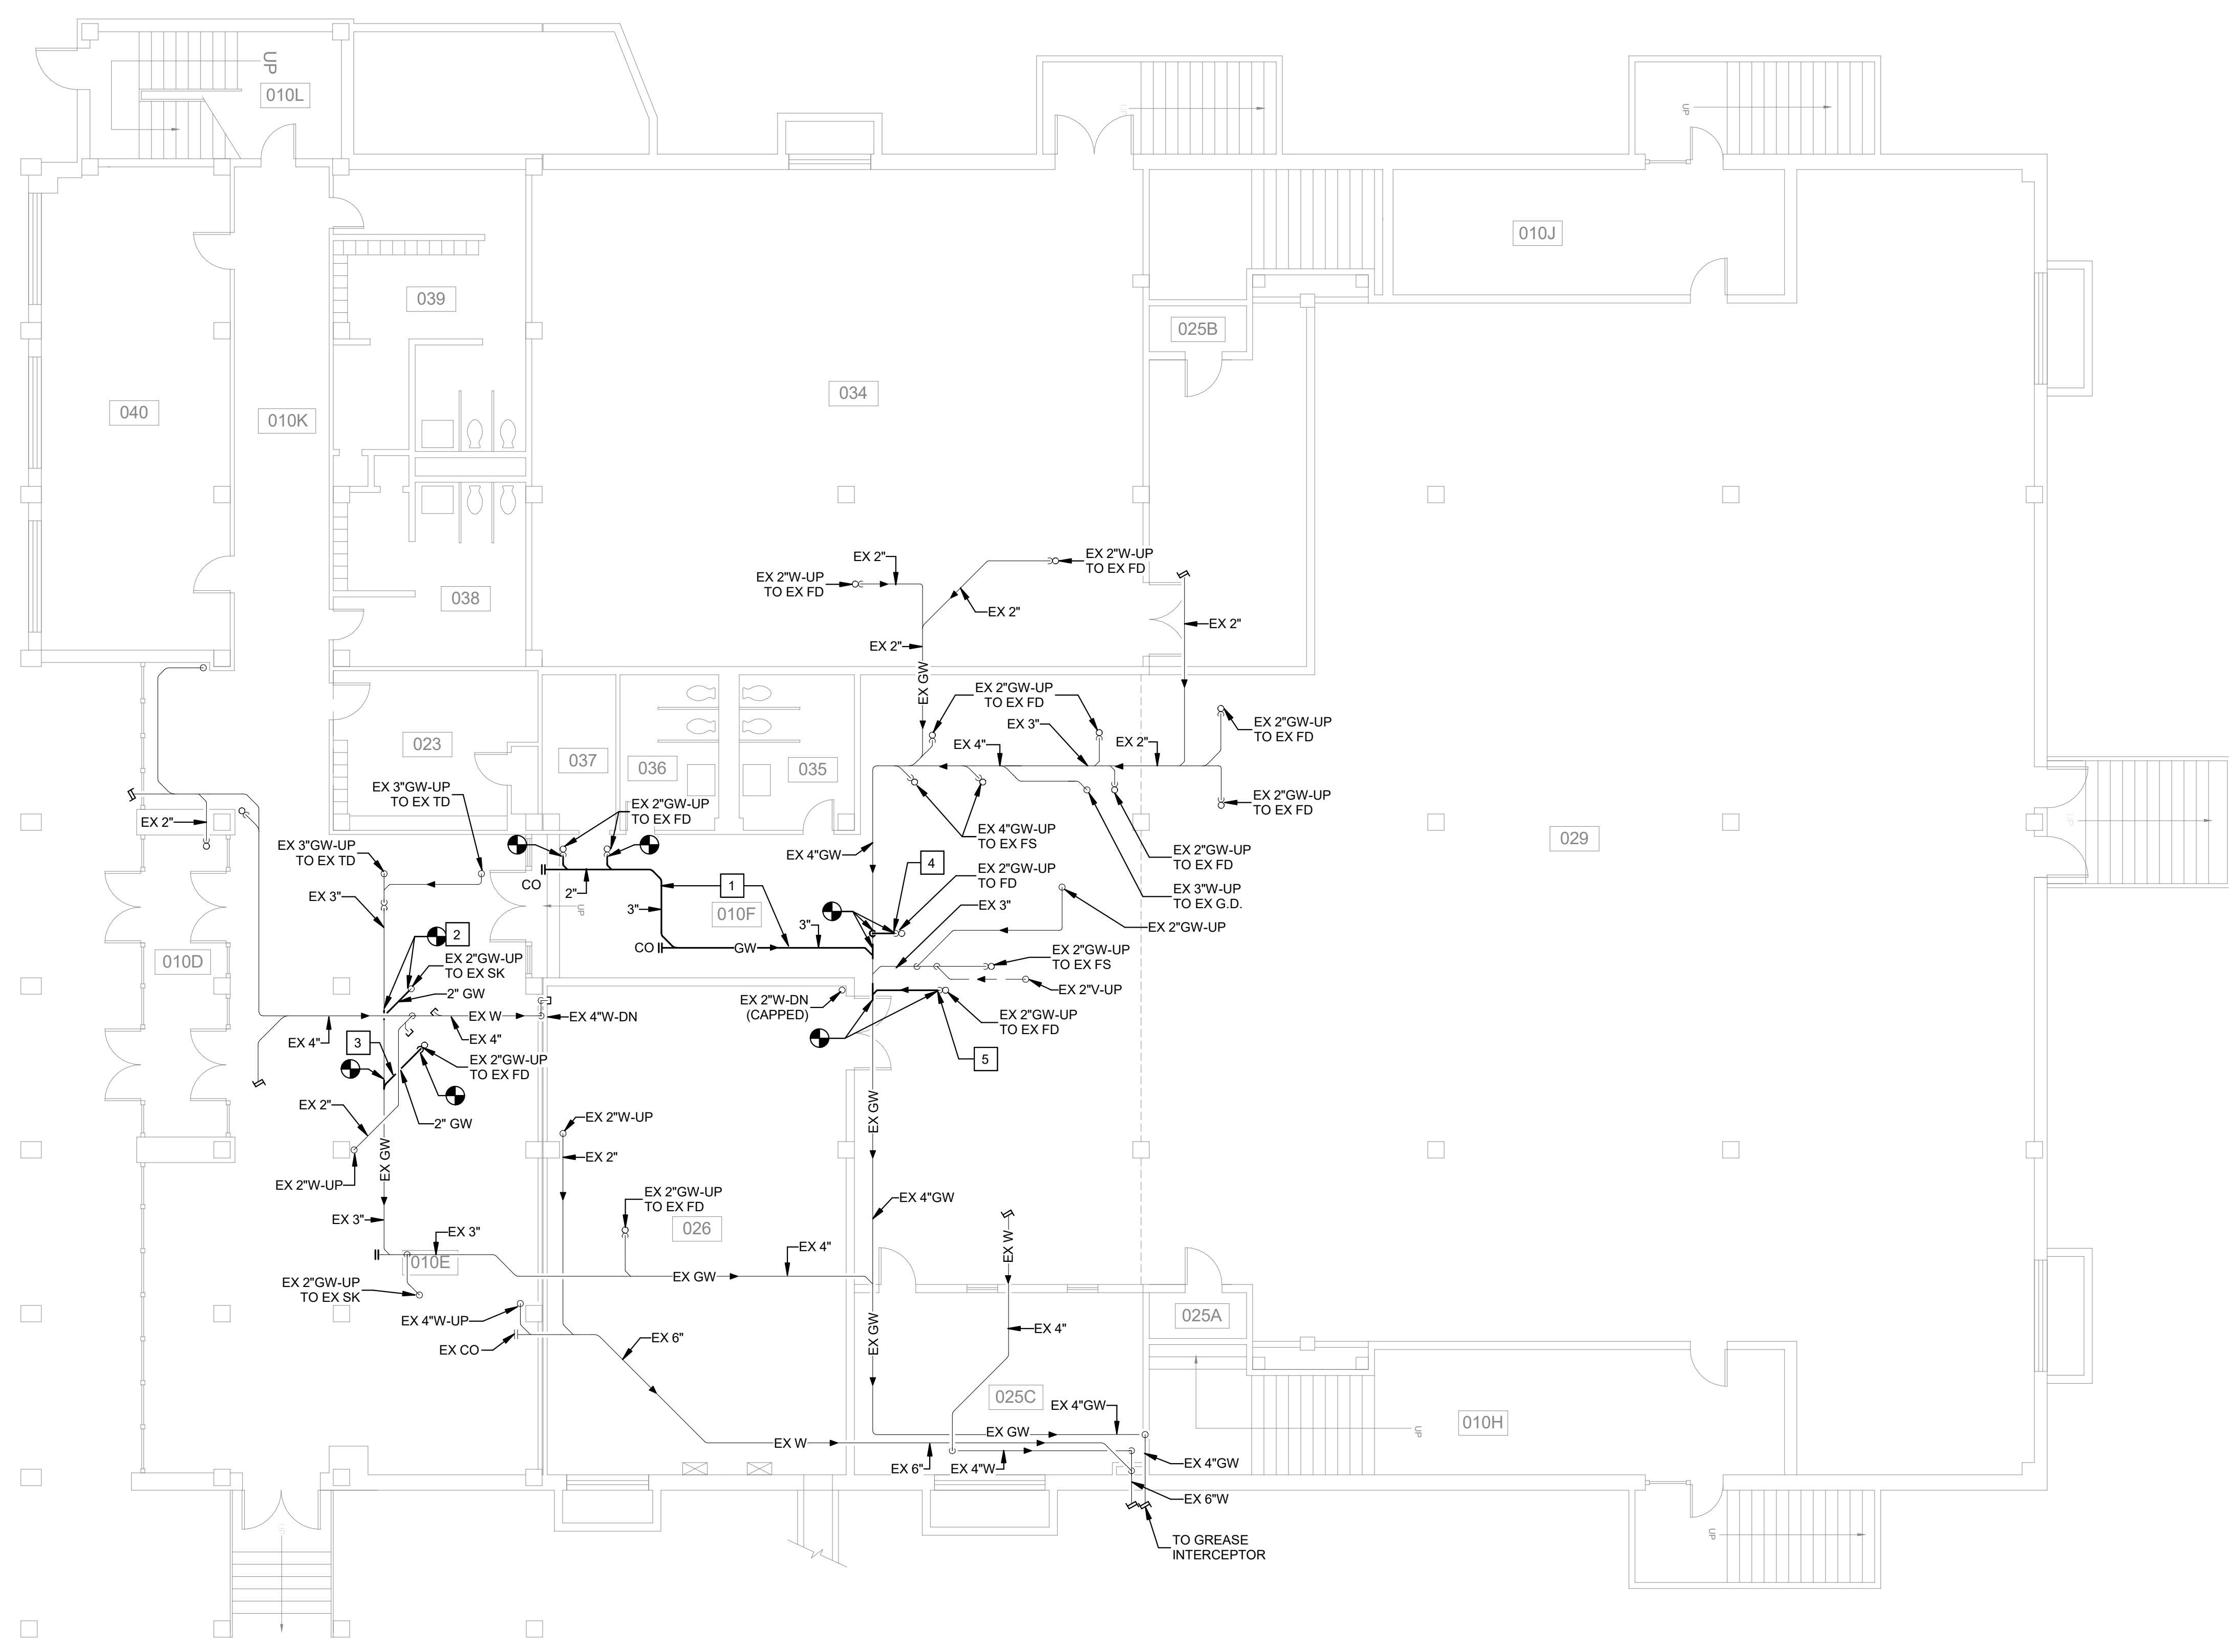 UP
010L
UP
UP
010J
039
025B
034
040
010K
EX 2"
EX 2"W-UP
TO EX FD
EX 2"W-UP
TO EX FD
038
EX 2"
EX 2"
EX 2"
EX GW
EX 2"GW-UP
TO EX FD
EX 2"GW-UP
TO EX FD
EX 3"
EX 4"
EX 2"
023
037
036
035
EX 3"GW-UP
TO EX TD
EX 2"GW-UP
TO EX FD
EX 2"GW-UP
TO EX FD
EX 2"
EX 4"GW-UP
TO EX FS
029
UP
EX 3"GW-UP
TO EX TD
EX 4"GW
4
EX 2"GW-UP
TO EX FD
CO
2"
1
EX 2"GW-UP
TO FD
EX 3"W-UP
TO EX G.D.
EX 3"
3"
010F
UP
EX 3"
EX 2"GW-UP
2
3"
CO
GW
010D
EX 2"GW-UP
TO EX SK
EX 2"GW-UP
TO EX FS
2" GW
EX 2"W-DN
(CAPPED)
EX 2"V-UP
EX W
EX 4"W-DN
EX 2"GW-UP
TO EX FD
EX 4"
EX 4"
3
EX 2"GW-UP
TO EX FD
5
EX 2"
2" GW
EX GW
EX 2"W-UP
EX GW
EX 2"
EX 2"W-UP
EX 2"GW-UP
TO EX FD
EX 4"GW
EX 3"
026
EX 3"
EX 4"
EX W
010E
EX GW
EX 2"GW-UP
TO EX SK
EX 4"W-UP
025A
EX GW
EX 4"
EX 6"
EX CO
025C
EX 4"GW
010H
UP
EX GW
EX W
EX 6"
EX 4"W
EX 4"GW
EX 6"W
UP
UP
TO GREASE
INTERCEPTOR